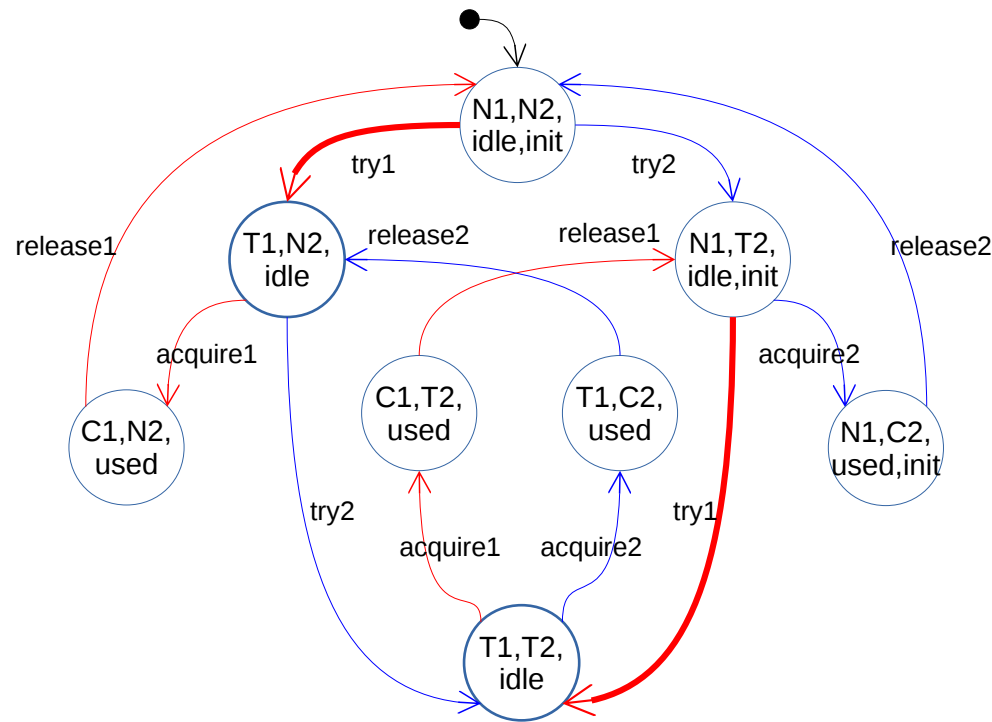 N1,N2,
idle,init
try1
try2
release1
T1,N2,
idle
release2
release1
N1,T2,
idle,init
release2
acquire1
acquire2
C1,N2,
used
C1,T2,
used
T1,C2,
used
N1,C2,
used,init
try2
try1
acquire1
acquire2
T1,T2,
idle